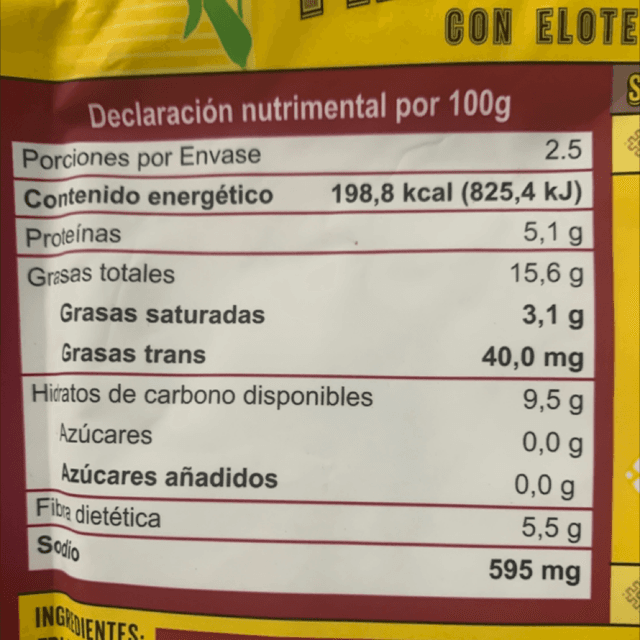 CON ELOTE
Declaración nutrimental por 100g
Porciones por Envase 2.5
Contenido energético 198,8 kcal (825,4 kJ)
Proteínas 5,1 g
Grasas totales 15,6 g
Grasas saturadas 3,1 g
Grasas trans 40,0 mg
Hidratos de carbono disponibles 9,5 g
Azúcares 0,0 g
Azúcares añadidos 0,0 g
Fibra dietética 5,5 g
Sodio 595 mg
INGREDIENTES: